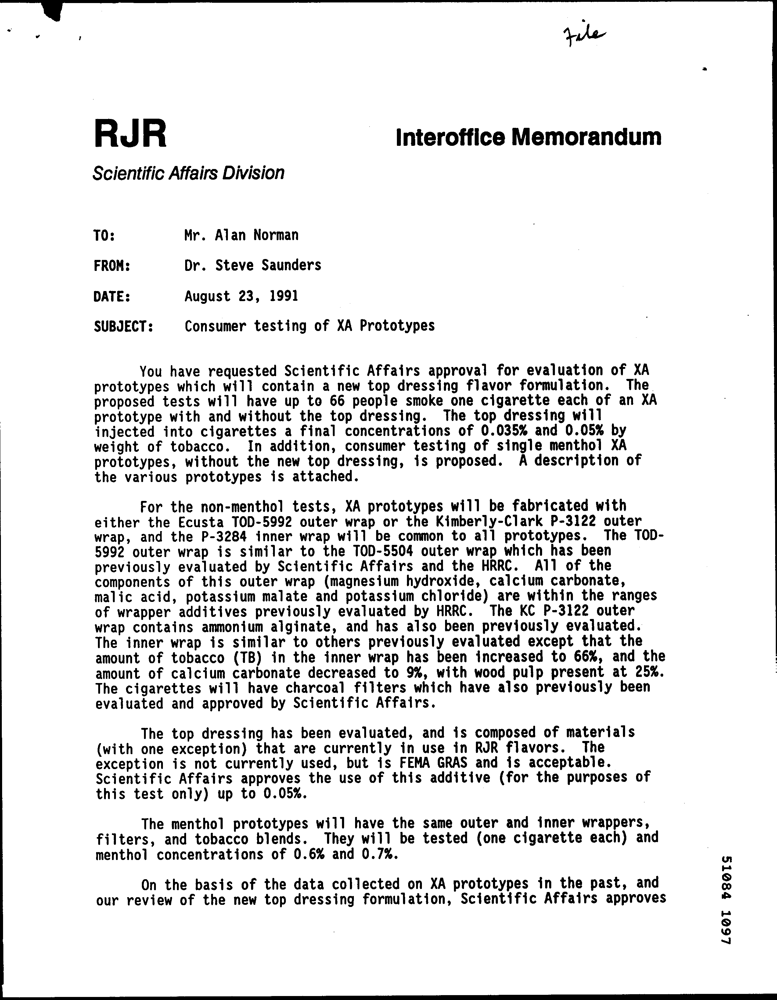 File
RJR
Interoffice Memorandum
Scientific Affairs Division
TO: Mr. Alan Norman
FROM: Dr. Steve Saunders
DATE: August 23, 1991
SUBJECT: Consumer testing of XA Prototypes
You have requested Scientific Affairs approval for evaluation of XA
prototypes which will contain a new top dressing flavor formulation. The
proposed tests will have up to 66 people smoke one cigarette each of an XA
prototype with and without the top dressing. The top dressing will
injected into cigarettes a final concentrations of 0.035% and 0.05% by
weight of tobacco. In addition, consumer testing of single menthol XA
prototypes, without the new top dressing, is proposed. A description of
the various prototypes is attached.
For the non-menthol tests, XA prototypes will be fabricated with
either the Ecusta TOD-5992 outer wrap or the Kimberly-Clark P-3122 outer
wrap, and the P-3284 inner wrap will be common to all prototypes. The TOD-
5992 outer wrap is similar to the TOD-5504 outer wrap which has been
previously evaluated by Scientific Affairs and the HRRC. All of the
components of this outer wrap (magnesium hydroxide, calcium carbonate,
malic acid, potassium malate and potassium chloride) are within the ranges
of wrapper additives previously evaluated by HRRC. The KC P-3122 outer
wrap contains ammonium alginate, and has also been previously evaluated.
The inner wrap is similar to others previously evaluated except that the
amount of tobacco (TB) in the inner wrap has been increased to 66%, and the
amount of calcium carbonate decreased to 9%, with wood pulp present at 25%.
The cigarettes will have charcoal filters which have also previously been
evaluated and approved by Scientific Affairs.
The top dressing has been evaluated, and is composed of materials
(with one exception) that are currently in use in RJR flavors. The
exception is not currently used, but is FEMA GRAS and is acceptable.
Scientific Affairs approves the use of this additive (for the purposes of
this test only) up to 0.05%.
The menthol prototypes will have the same outer and inner wrappers,
filters, and tobacco blends. They will be tested (one cigarette each) and
menthol concentrations of 0.6% and 0.7%.
On the basis of the data collected on XA prototypes in the past, and
our review of the new top dressing formulation, Scientific Affairs approves
51084 1097